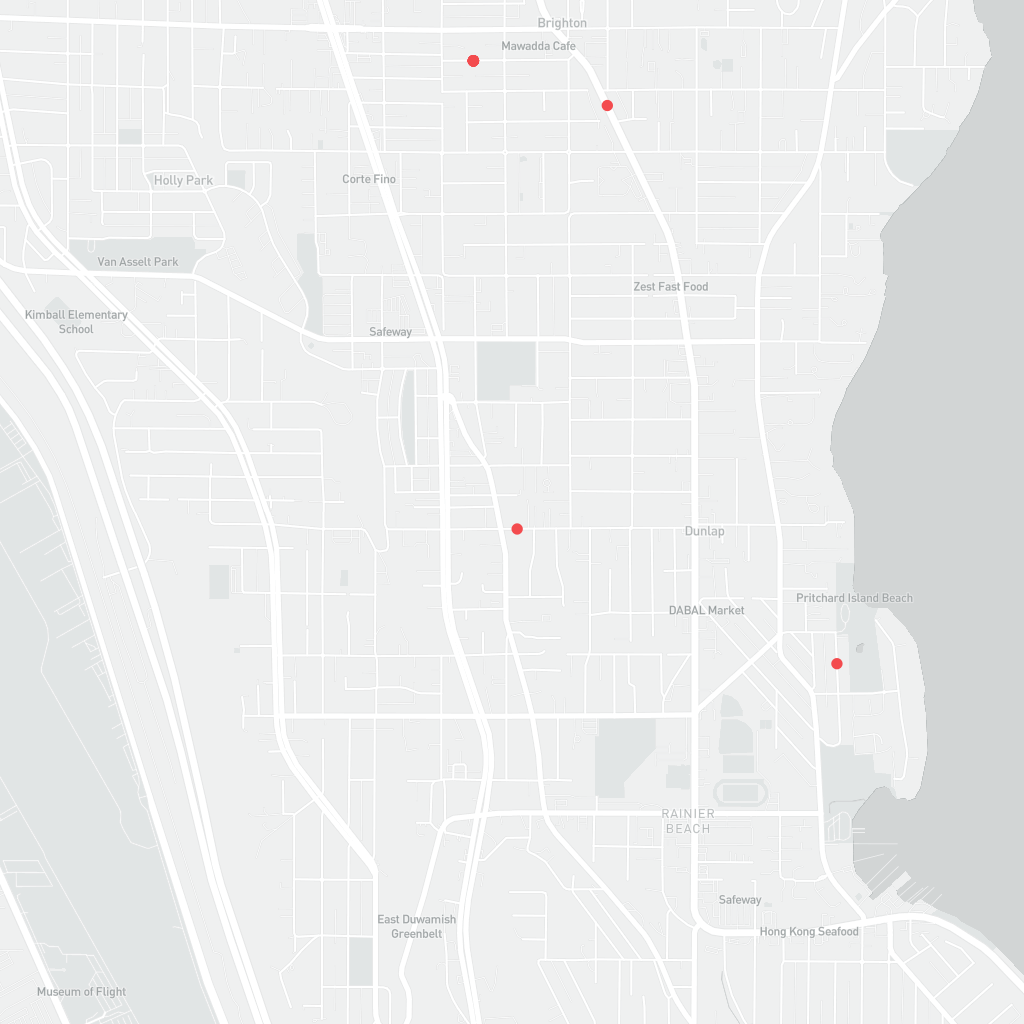 Brighton
Mawadda Cafe
Corte Fino
Holly Park
Van Asselt Park
Zest Fast Food
Kimball Elementary
School
Safeway
Dunlap
Pritchard Island Beach
DABAL Market
RAINIER
BEACH
Safeway
East Duwamish
Greenbelt
Hong Kong Seafood
Museum of Flight